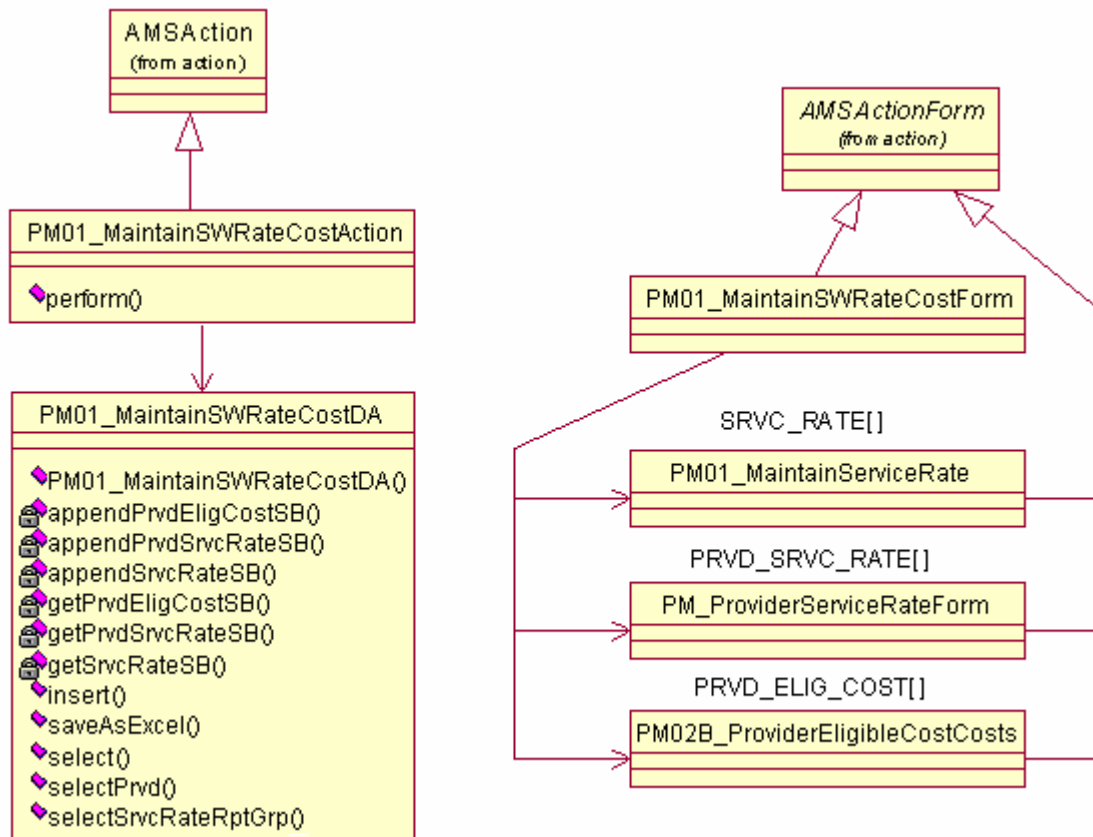 AMSAction
(from action)
PM01_MaintainSWRateCostAction
perform()
PM01_MaintainSWRateCostDA
PM01_MaintainSWRateCostDA()
appendPrvdEligCostSB()
appendPrvdSrvcRateSB()
appendSrvcRateSB()
getPrvdEligCostSB()
getPrvdSrvcRateSB()
getSrvcRateSB()
insert()
saveAsExcel()
select()
selectPrvd()
selectSrvcRateRptGrp()
AMSActionForm
(from action)
PM01_MaintainSWRateCostForm
SRVC_RATE[]
PM01_MaintainServiceRate
PRVD_SRVC_RATE[]
PM_ProviderServiceRateForm
PRVD_ELIG_COST[]
PM02B_ProviderEligibleCostCosts